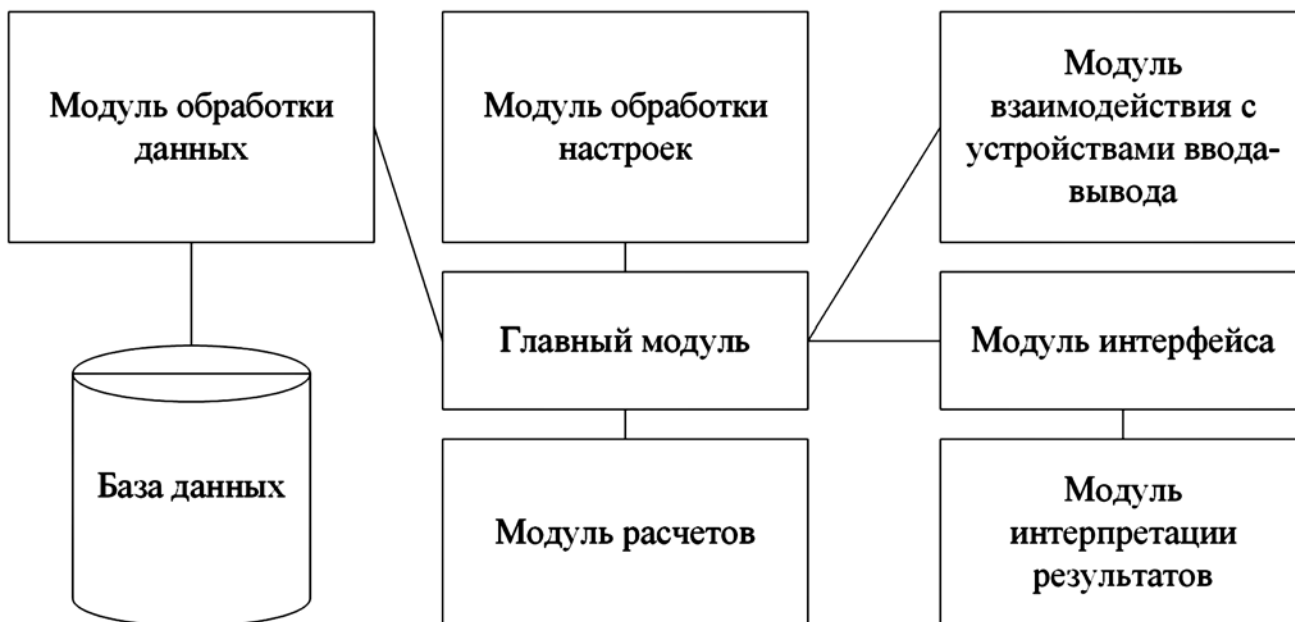 Модуль обработки
данных
Модуль обработки
настроек
Модуль
взаимодействия с
устройствами ввода-
вывода
Главный модуль
Модуль интерфейса
База данных
Модуль расчетов
Модуль
интерпретации
результатов